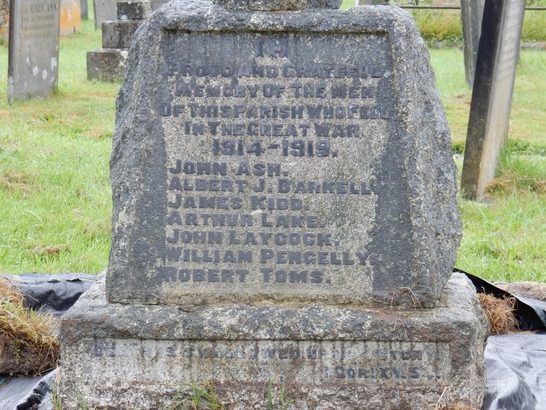 IN
PROUD AND GRATEFUL
MEMORY OF THE MEN
OF THIS PARISH WHO FELL
IN THE GREAT WAR
1914-1919.
JOHN ASH.
ALBERT J. BARKELL.
JAMES KIDD.
ARTHUR LAKE.
JOHN LAYCOCK.
WILLIAM PENGELLY.
ROBERT TOMS.